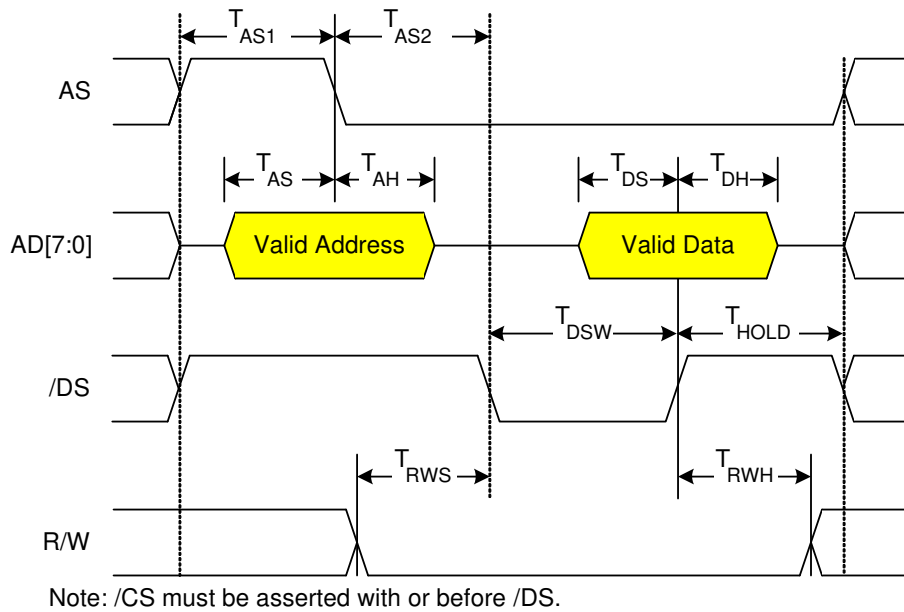 TAS1 TAS2
AS
TAS TAH TDS TDH
AD[7:0] Valid Address Valid Data
TDSW THOLD
/DS
TRWS TRWH
R/W
Note: /CS must be asserted with or before /DS.